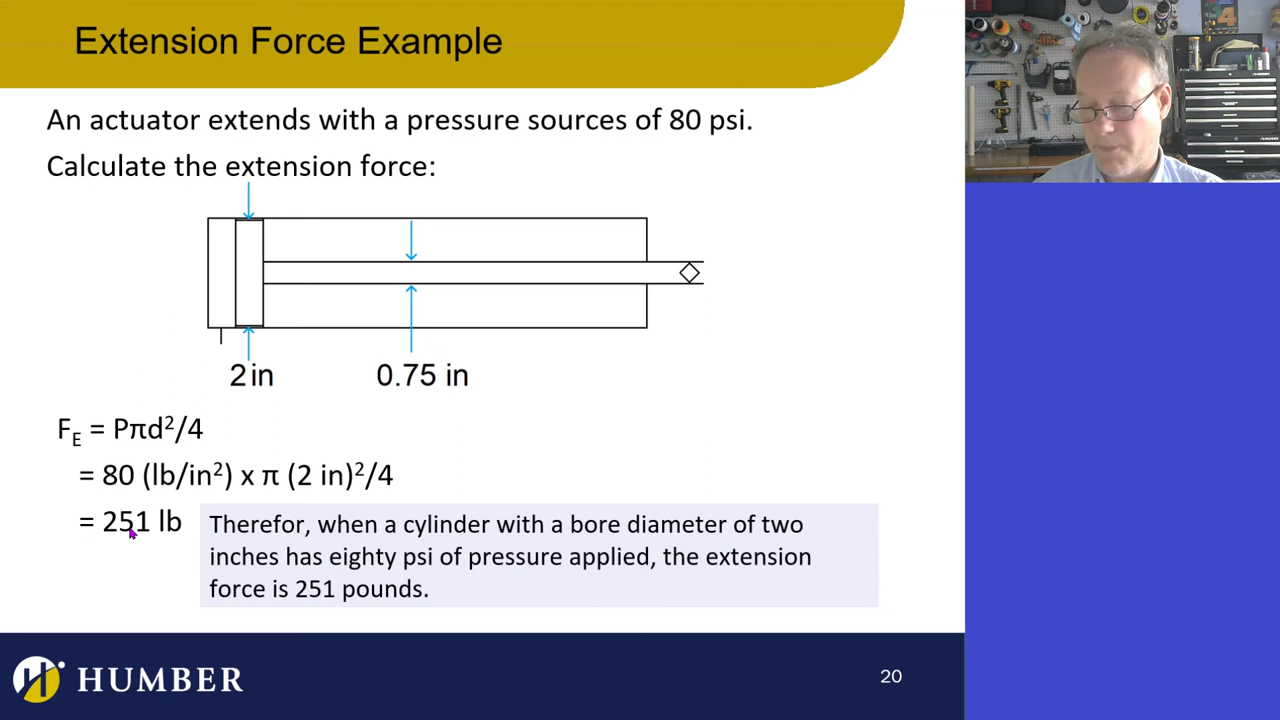 Extension Force Example
An actuator extends with a pressure sources of 80 psi.
Calculate the extension force:
2 in
0.75 in
F_E = Pπd²/4
= 80 (lb/in²) x π (2 in)²/4
= 251 lb
Therefor, when a cylinder with a bore diameter of two
inches has eighty psi of pressure applied, the extension
force is 251 pounds.
HUMBER
20